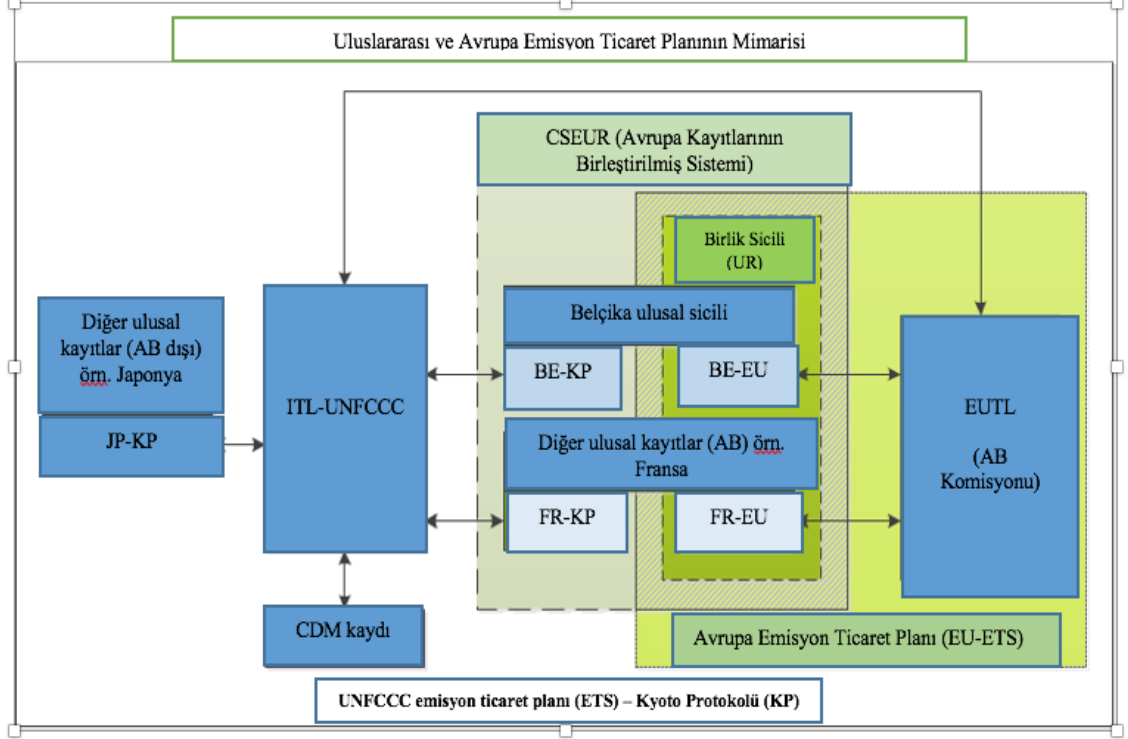 Uluslararası ve Avrupa Emisyon Ticaret Planının Mimarisi
CSEUR (Avrupa Kayıtlarının
Birleştirilmiş Sistemi)
Birlik Sicili
(UR)
Diğer ulusal
kayıtlar (AB dışı)
örn. Japonya
JP-KP
ITL-UNFCCC
Belçika ulusal sicili
BE-KP
BE-EU
Diğer ulusal kayıtlar (AB) örn.
Fransa
FR-KP
FR-EU
EUTL
(AB
Komisyonu)
CDM kaydı
Avrupa Emisyon Ticaret Planı (EU-ETS)
UNFCCC emisyon ticaret planı (ETS) – Kyoto Protokolü (KP)